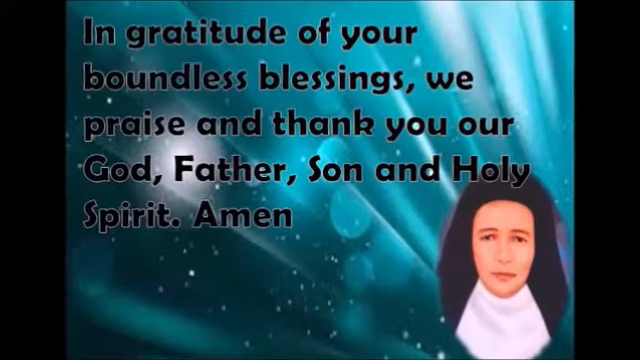 In gratitude of your
boundless blessings, we
praise and thank you our
God, Father, Son and Holy
Spirit. Amen